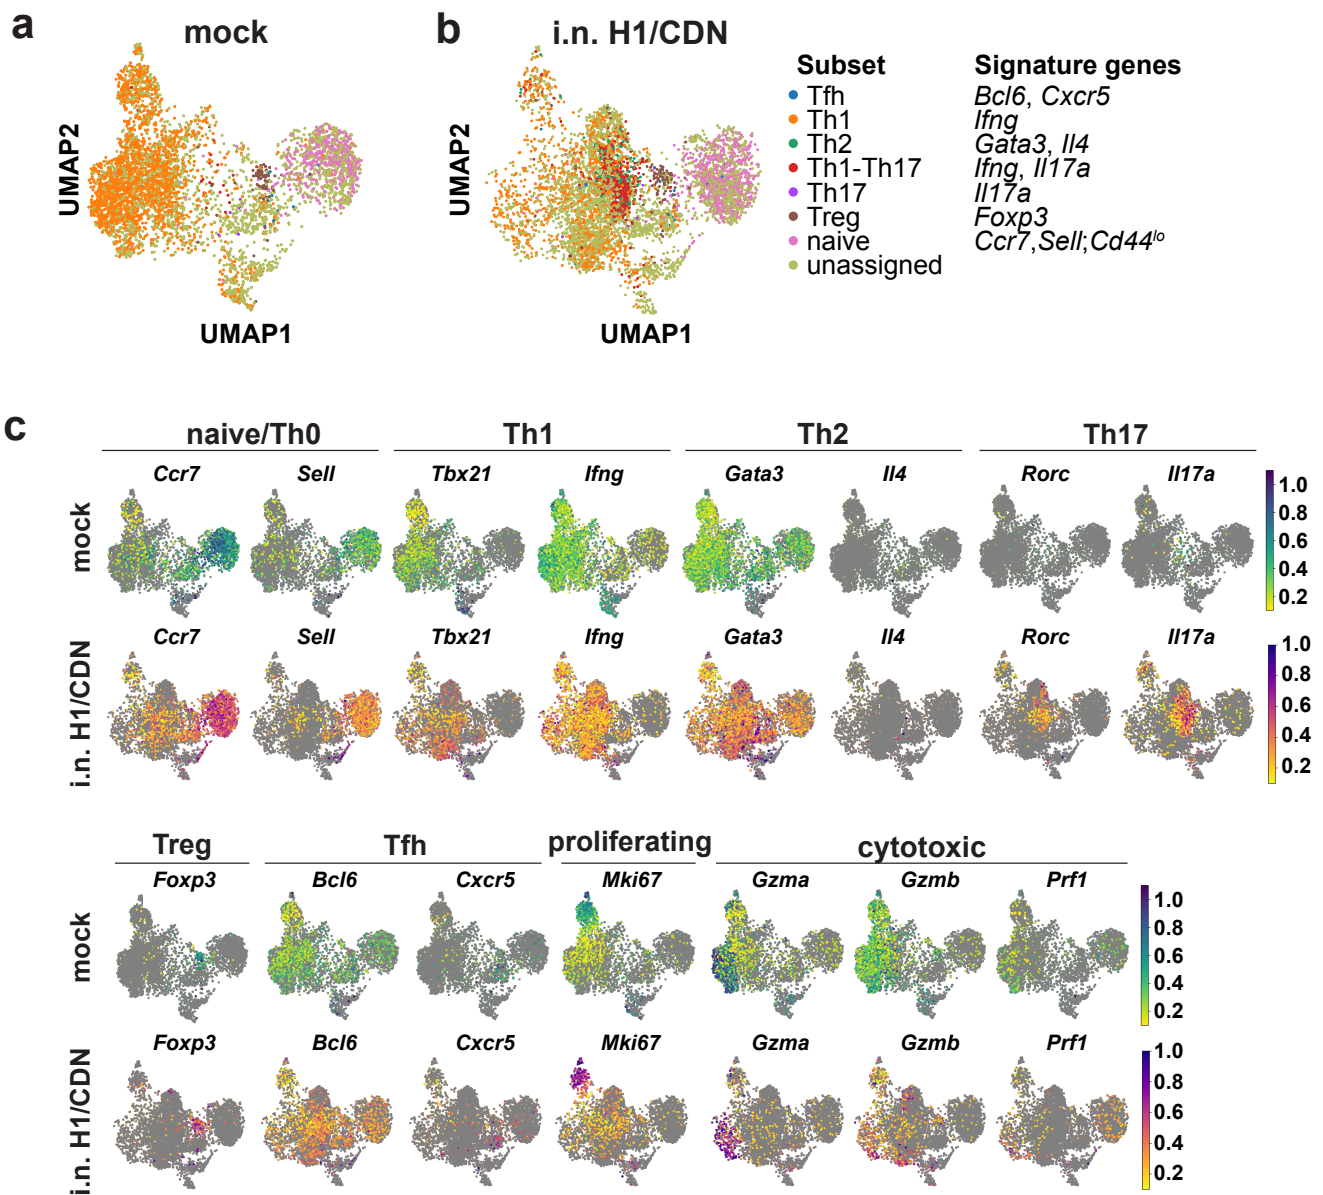 a
mock
UMAP2
UMAP1
b
i.n. H1/CDN
UMAP2
UMAP1
Subset Signature genes
Tfh Bcl6, Cxcr5
Th1 Ifng
Th2 Gata3, Il4
Th1-Th17 Ifng, Il17a
Th17 Il17a
Treg Foxp3
naive Ccr7,Sell;Cd44lo
unassigned
c
naive/Th0 Th1 Th2 Th17
mock
Ccr7 Sell Tbx21 Ifng Gata3 Il4 Rorc Il17a
1.0
0.8
0.6
0.4
0.2
i.n. H1/CDN
Ccr7 Sell Tbx21 Ifng Gata3 Il4 Rorc Il17a
1.0
0.8
0.6
0.4
0.2
Treg Tfh proliferating cytotoxic
mock
Foxp3 Bcl6 Cxcr5 Mki67 Gzma Gzmb Prf1
1.0
0.8
0.6
0.4
0.2
i.n. H1/CDN
Foxp3 Bcl6 Cxcr5 Mki67 Gzma Gzmb Prf1
1.0
0.8
0.6
0.4
0.2